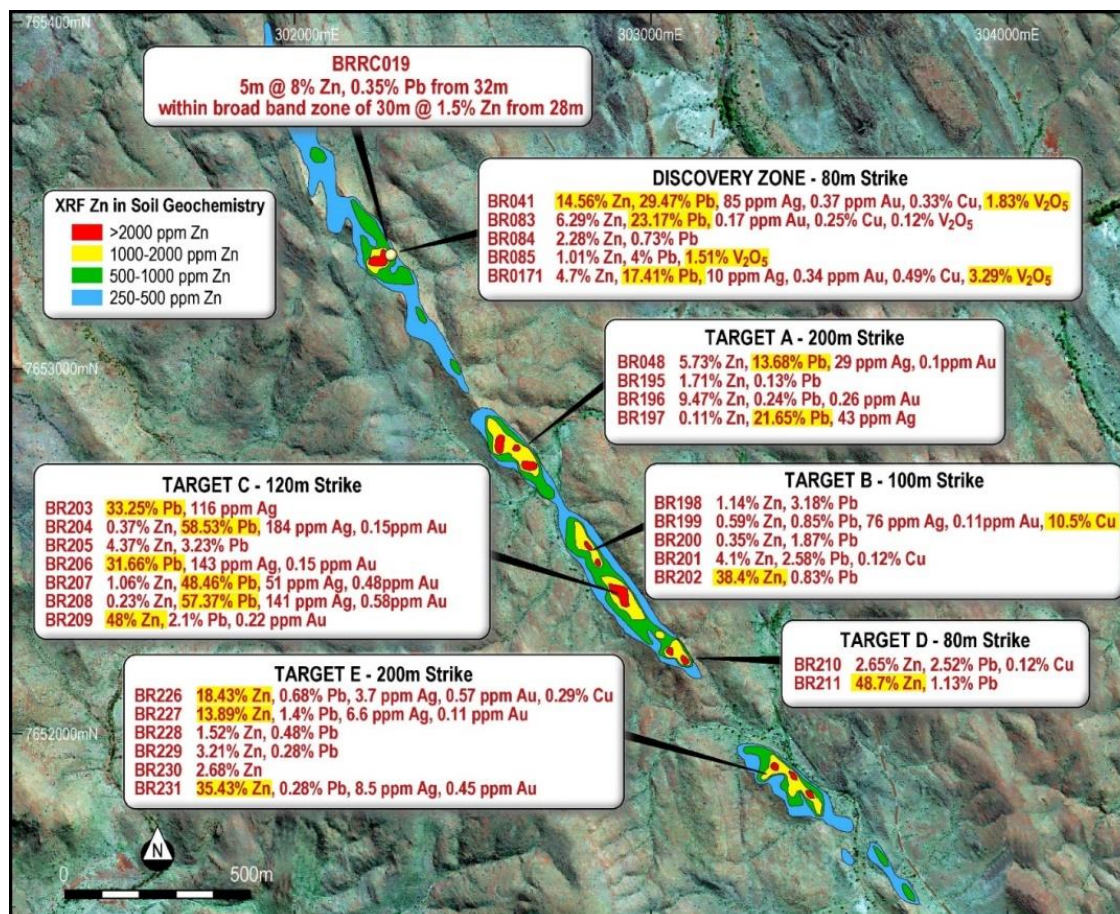 765400mN
302000mE
303000mE
304000mE
BRRC019
5m @ 8% Zn, 0.35% Pb from 32m
within broad band zone of 30m @ 1.5% Zn from 28m
DISCOVERY ZONE - 80m Strike
BR041 14.56% Zn, 29.47% Pb, 85 ppm Ag, 0.37 ppm Au, 0.33% Cu, 1.83% V₂O₅
BR083 6.29% Zn, 23.17% Pb, 0.17 ppm Au, 0.25% Cu, 0.12% V₂O₅
BR084 2.28% Zn, 0.73% Pb
BR085 1.01% Zn, 4% Pb, 1.51% V₂O₅
BR0171 4.7% Zn, 17.41% Pb, 10 ppm Ag, 0.34 ppm Au, 0.49% Cu, 3.29% V₂O₅
XRF Zn in Soil Geochemistry
>2000 ppm Zn
1000-2000 ppm Zn
500-1000 ppm Zn
250-500 ppm Zn
TARGET A - 200m Strike
BR048 5.73% Zn, 13.68% Pb, 29 ppm Ag, 0.1ppm Au
BR195 1.71% Zn, 0.13% Pb
BR196 9.47% Zn, 0.24% Pb, 0.26 ppm Au
BR197 0.11% Zn, 21.65% Pb, 43 ppm Ag
7653000mN
TARGET C - 120m Strike
BR203 33.25% Pb, 116 ppm Ag
BR204 0.37% Zn, 58.53% Pb, 184 ppm Ag, 0.15ppm Au
BR205 4.37% Zn, 3.23% Pb
BR206 31.66% Pb, 143 ppm Ag, 0.15 ppm Au
BR207 1.06% Zn, 48.46% Pb, 51 ppm Ag, 0.48ppm Au
BR208 0.23% Zn, 57.37% Pb, 141 ppm Ag, 0.58ppm Au
BR209 48% Zn, 2.1% Pb, 0.22 ppm Au
TARGET B - 100m Strike
BR198 1.14% Zn, 3.18% Pb
BR199 0.59% Zn, 0.85% Pb, 76 ppm Ag, 0.11ppm Au, 10.5% Cu
BR200 0.35% Zn, 1.87% Pb
BR201 4.1% Zn, 2.58% Pb, 0.12% Cu
BR202 38.4% Zn, 0.83% Pb
TARGET D - 80m Strike
BR210 2.65% Zn, 2.52% Pb, 0.12% Cu
BR211 48.7% Zn, 1.13% Pb
TARGET E - 200m Strike
BR226 18.43% Zn, 0.68% Pb, 3.7 ppm Ag, 0.57 ppm Au, 0.29% Cu
BR227 13.89% Zn, 1.4% Pb, 6.6 ppm Ag, 0.11 ppm Au
BR228 1.52% Zn, 0.48% Pb
BR229 3.21% Zn, 0.28% Pb
BR230 2.68% Zn
BR231 35.43% Zn, 0.28% Pb, 8.5 ppm Ag, 0.45 ppm Au
7652000mN
N
0 500m